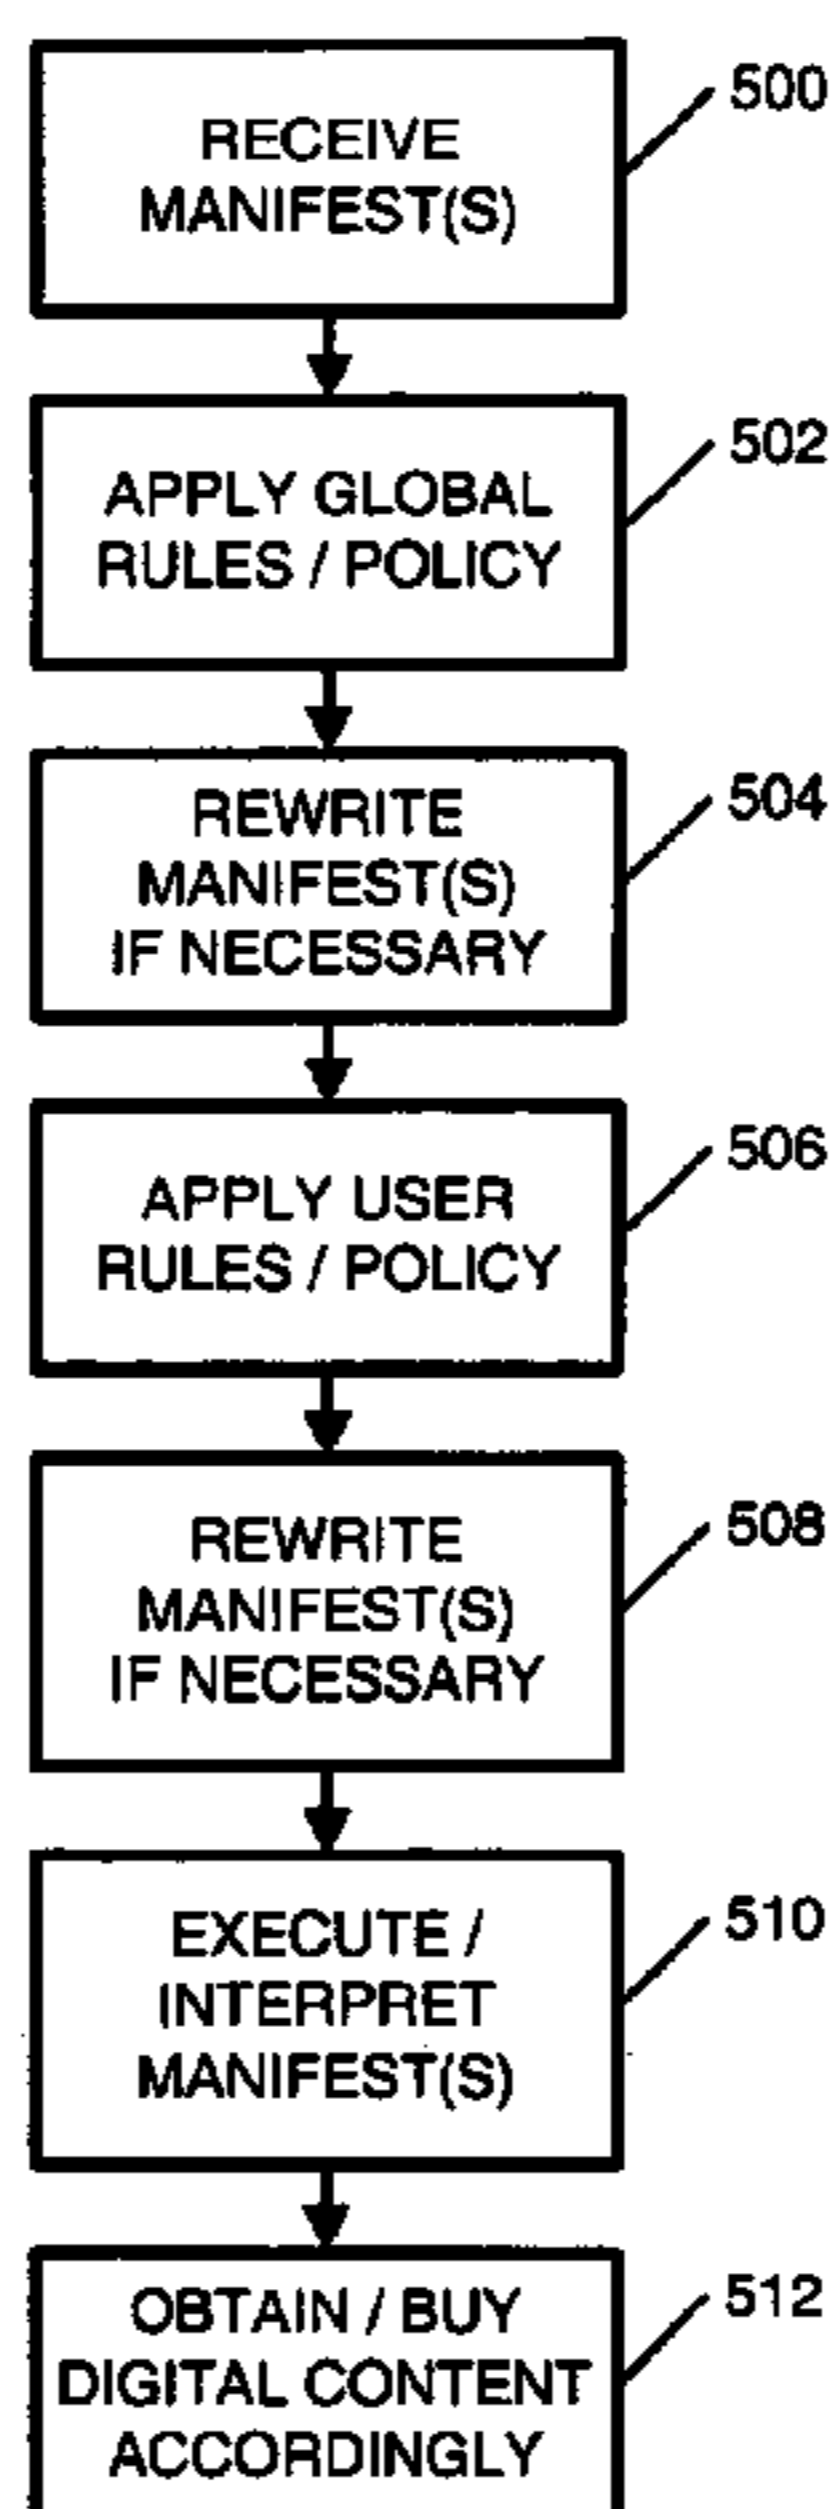 RECEIVE
MANIFEST(S)
500
APPLY GLOBAL
RULES / POLICY
502
REWRITE
MANIFEST(S)
IF NECESSARY
504
APPLY USER
RULES / POLICY
506
REWRITE
MANIFEST(S)
IF NECESSARY
508
EXECUTE /
INTERPRET
MANIFEST(S)
510
OBTAIN / BUY
DIGITAL CONTENT
ACCORDINGLY
512